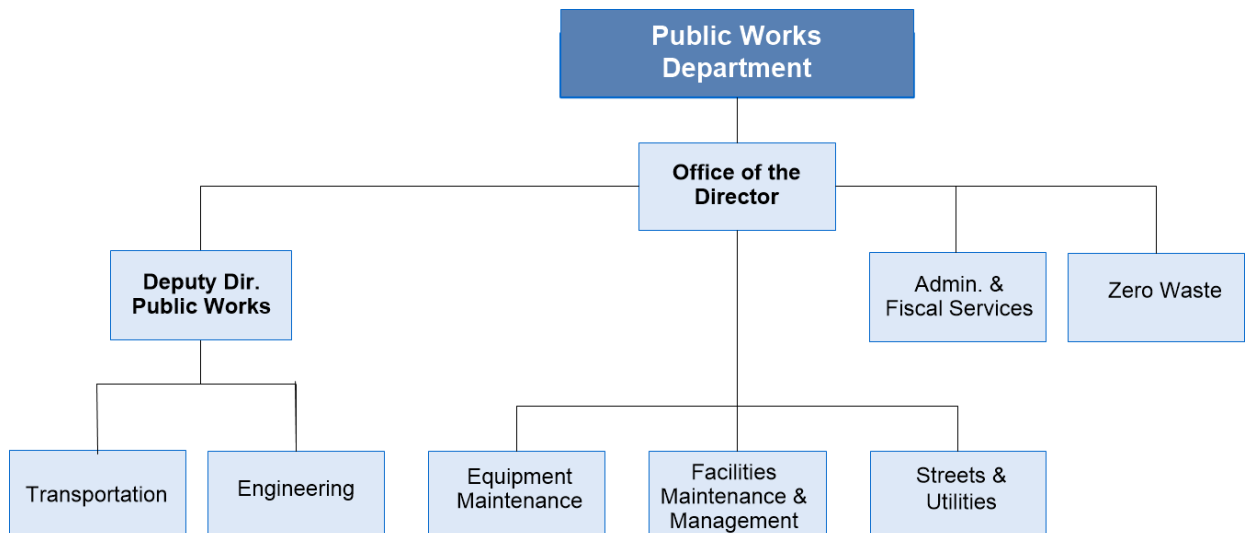 Public Works
Department
Office of the
Director
Deputy Dir.
Public Works
Admin. &
Fiscal Services
Zero Waste
Transportation
Engineering
Equipment
Maintenance
Facilities
Maintenance &
Management
Streets &
Utilities